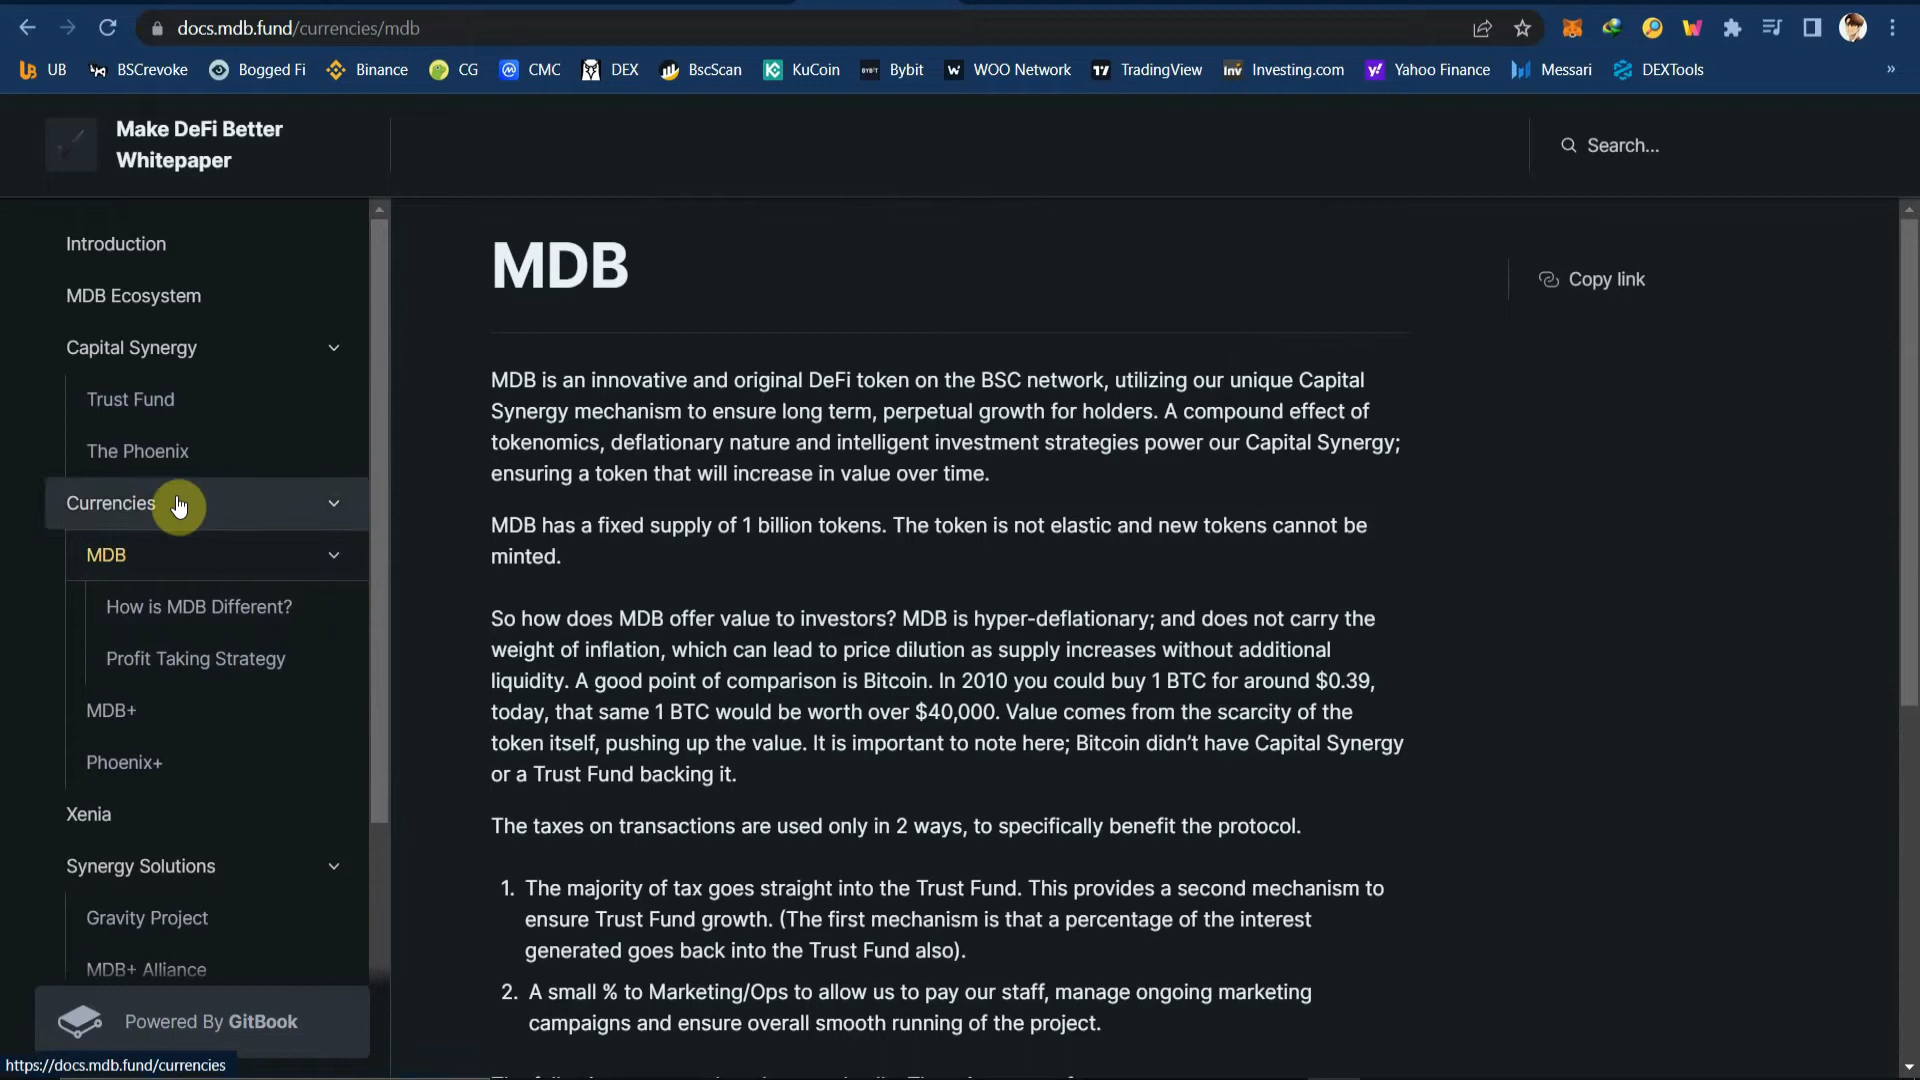 docs.mdb.fund/currencies/mdb
UB BSCrevoke Bogged Fi Binance CG CMC DEX BscScan KuCoin Bybit WOO Network TradingView Investing.com Yahoo Finance Messari DEXTools »
Make DeFi Better
Whitepaper
Search...
Introduction
MDB Ecosystem
Capital Synergy
Trust Fund
The Phoenix
Currencies
MDB
How is MDB Different?
Profit Taking Strategy
MDB+
Phoenix+
Xenia
Synergy Solutions
Gravity Project
MDB+ Alliance
Powered By GitBook
https://docs.mdb.fund/currencies
MDB
Copy link
MDB is an innovative and original DeFi token on the BSC network, utilizing our unique Capital
Synergy mechanism to ensure long term, perpetual growth for holders. A compound effect of
tokenomics, deflationary nature and intelligent investment strategies power our Capital Synergy;
ensuring a token that will increase in value over time.
MDB has a fixed supply of 1 billion tokens. The token is not elastic and new tokens cannot be
minted.
So how does MDB offer value to investors? MDB is hyper-deflationary; and does not carry the
weight of inflation, which can lead to price dilution as supply increases without additional
liquidity. A good point of comparison is Bitcoin. In 2010 you could buy 1 BTC for around $0.39,
today, that same 1 BTC would be worth over $40,000. Value comes from the scarcity of the
token itself, pushing up the value. It is important to note here; Bitcoin didn't have Capital Synergy
or a Trust Fund backing it.
The taxes on transactions are used only in 2 ways, to specifically benefit the protocol.
1. The majority of tax goes straight into the Trust Fund. This provides a second mechanism to
ensure Trust Fund growth. (The first mechanism is that a percentage of the interest
generated goes back into the Trust Fund also).
2. A small % to Marketing/Ops to allow us to pay our staff, manage ongoing marketing
campaigns and ensure overall smooth running of the project.